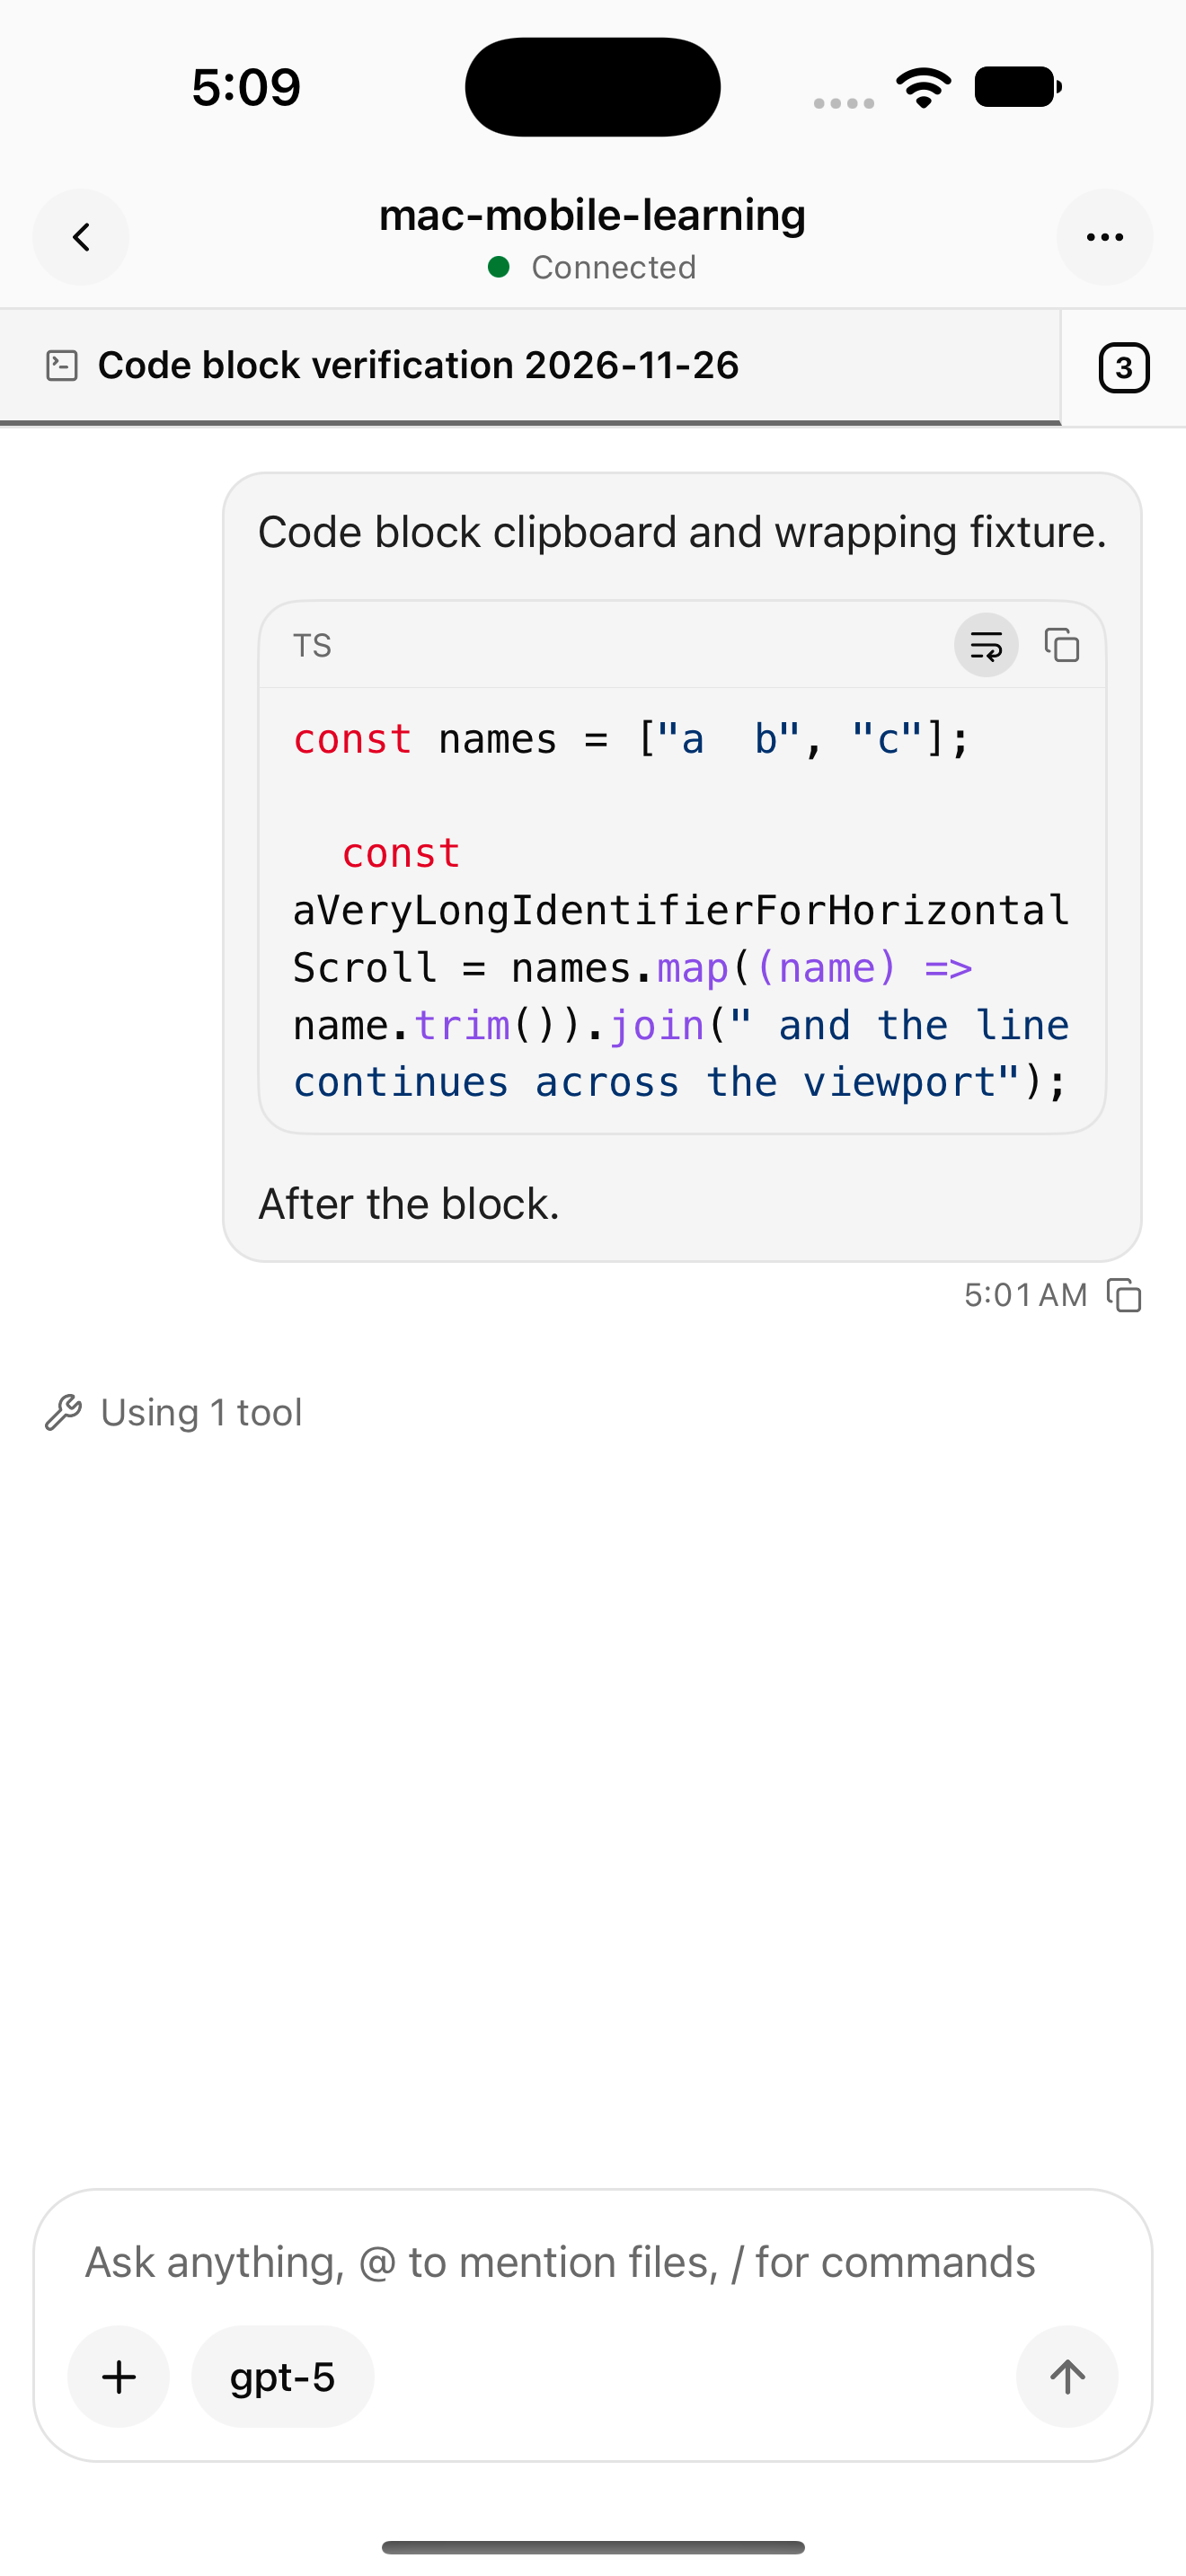 5:09
mac-mobile-learning
Connected
Code block verification 2026-11-26
3
Code block clipboard and wrapping fixture.
TS
const names = ["a  b", "c"];

  const
aVeryLongIdentifierForHorizontal
Scroll = names.map((name) =>
name.trim()).join(" and the line
continues across the viewport");
After the block.
5:01 AM
Using 1 tool
Ask anything, @ to mention files, / for commands
gpt-5